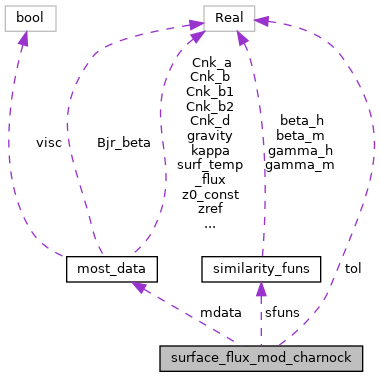 bool
Real
visc
Bjr_beta
Cnk_a
Cnk_b
Cnk_b1
Cnk_b2
Cnk_d
gravity
kappa
surf_temp
_flux
z0_const
zref
...
beta_h
beta_m
gamma_h
gamma_m
most_data
similarity_funs
tol
mdata
sfuns
surface_flux_mod_charnock